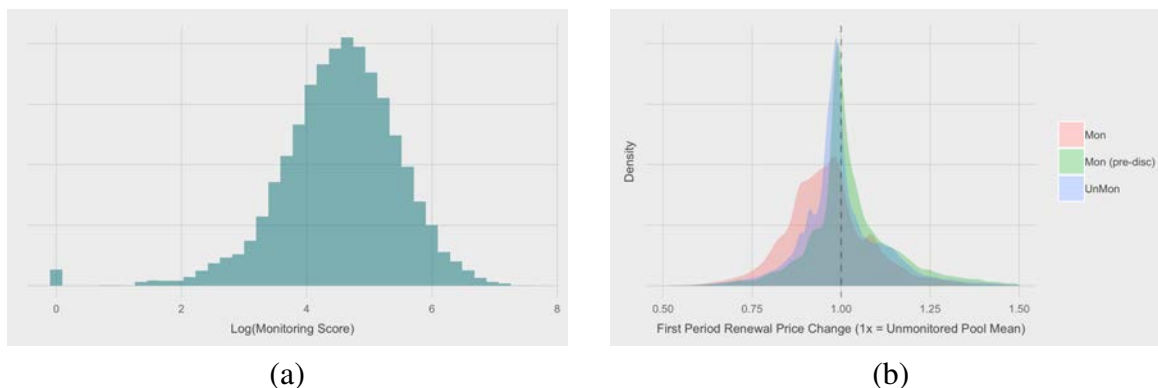 0
2
4
6
8
Log(Monitoring Score)
(a)
Density
0.50
0.75
1.00
1.25
1.50
First Period Renewal Price Change (1x = Unmonitored Pool Mean)
Mon
Mon (pre-disc)
UnMon
(b)